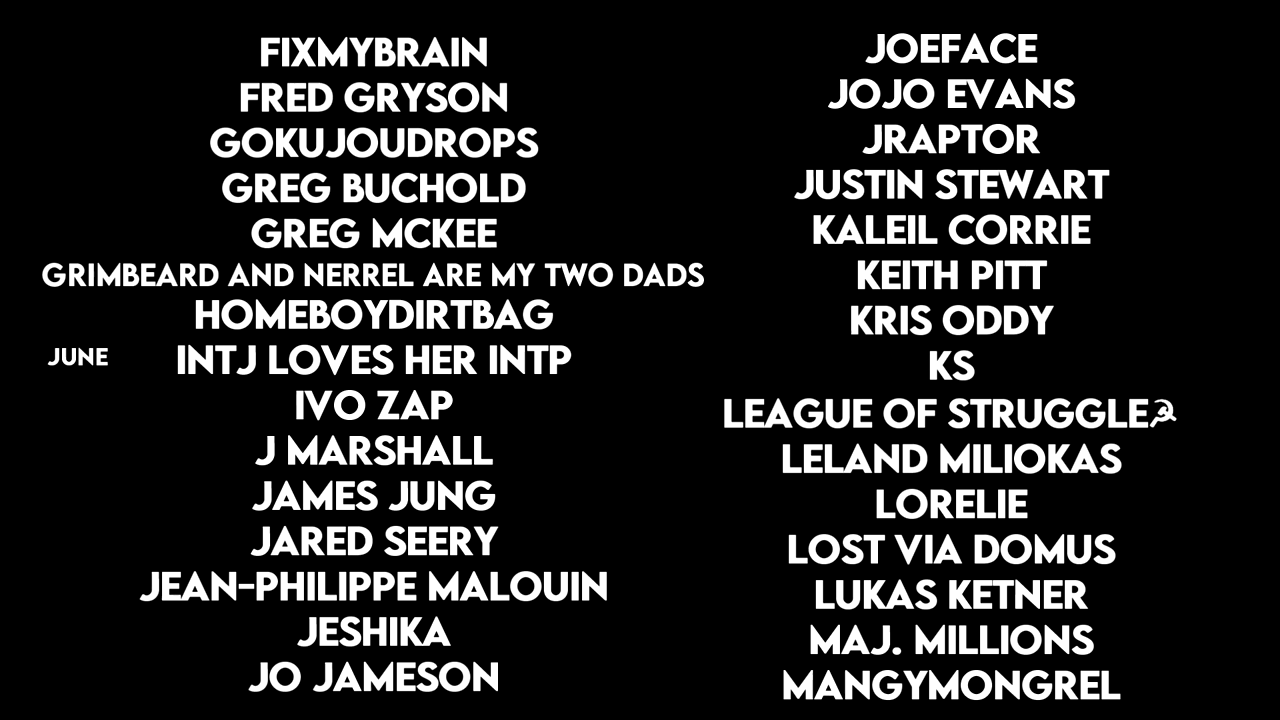 FIXMYBRAIN
FRED GRYSON
GOKUJOUDROPS
GREG BUCHOLD
GREG MCKEE
GRIMBEARD AND NERREL ARE MY TWO DADS
HOMEBOYDIRTBAG
JUNE
INTJ LOVES HER INTP
IVO ZAP
J MARSHALL
JAMES JUNG
JARED SEERY
JEAN-PHILIPPE MALOUIN
JESHIKA
JO JAMESON
JOEFACE
JOJO EVANS
JRAPTOR
JUSTIN STEWART
KALEIL CORRIE
KEITH PITT
KRIS ODDY
KS
LEAGUE OF STRUGGLE☭
LELAND MILIOKAS
LORELIE
LOST VIA DOMUS
LUKAS KETNER
MAJ. MILLIONS
MANGYMONGREL